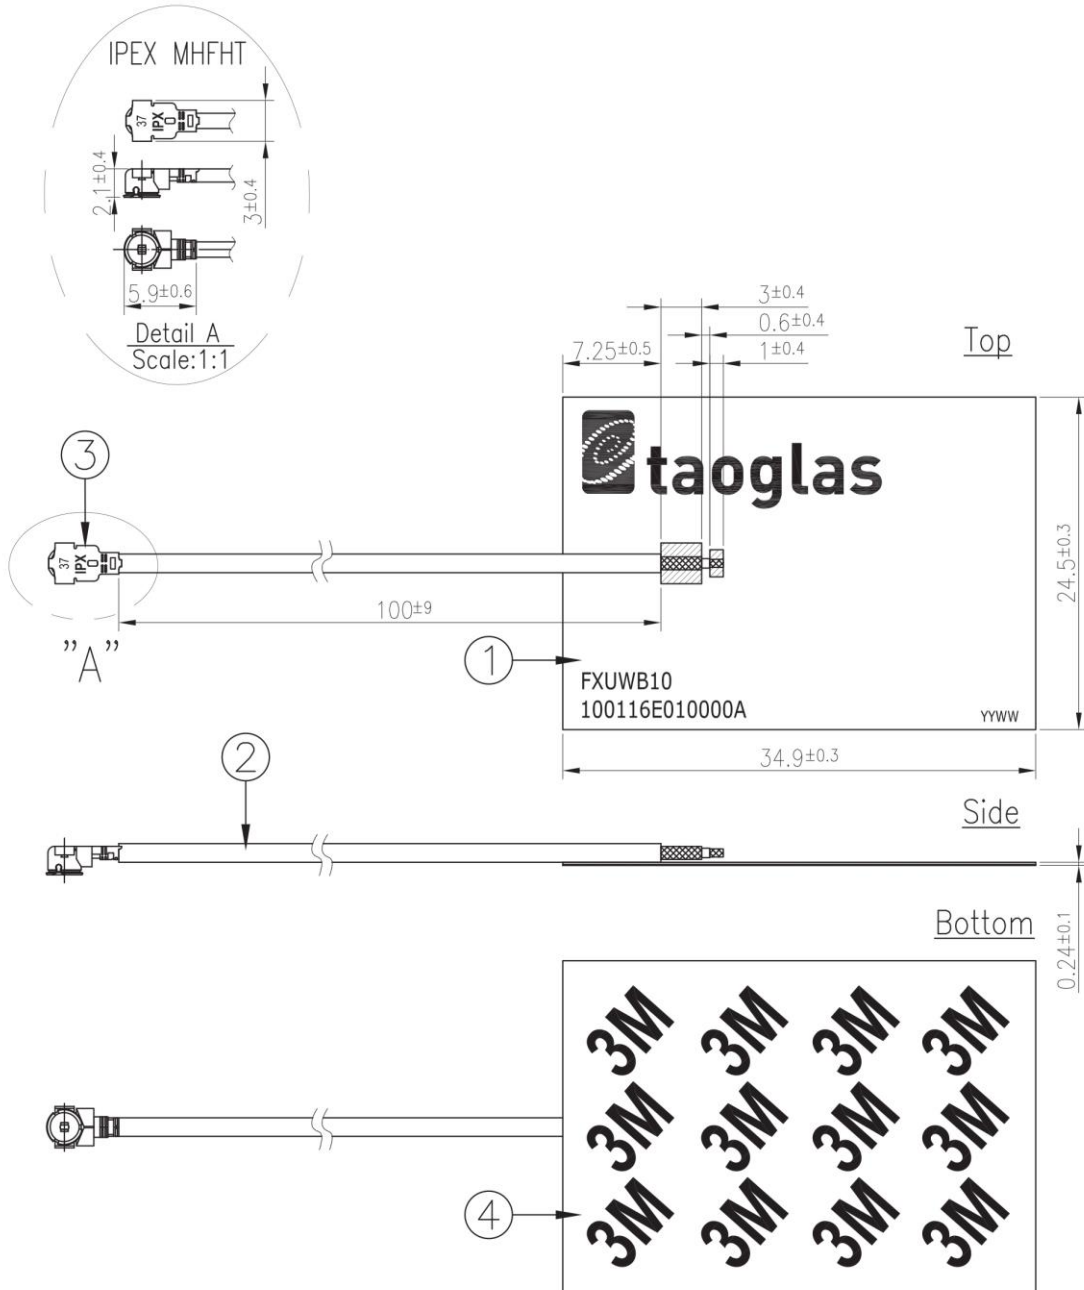 IPEX MHFHT
37
IPX
2.1±0.4
3±0.4
5.9±0.6
Detail A
Scale:1:1
3±0.4
0.6±0.4
7.25±0.5
1±0.4
Top
taoglas
3
37
IPX
100±9
24.5±0.3
"A"
1
FXUWB10
100116E010000A
YYWW
34.9±0.3
2
Side
0.24±0.1
Bottom
3M 3M 3M 3M
3M 3M 3M 3M
4
3M 3M 3M 3M